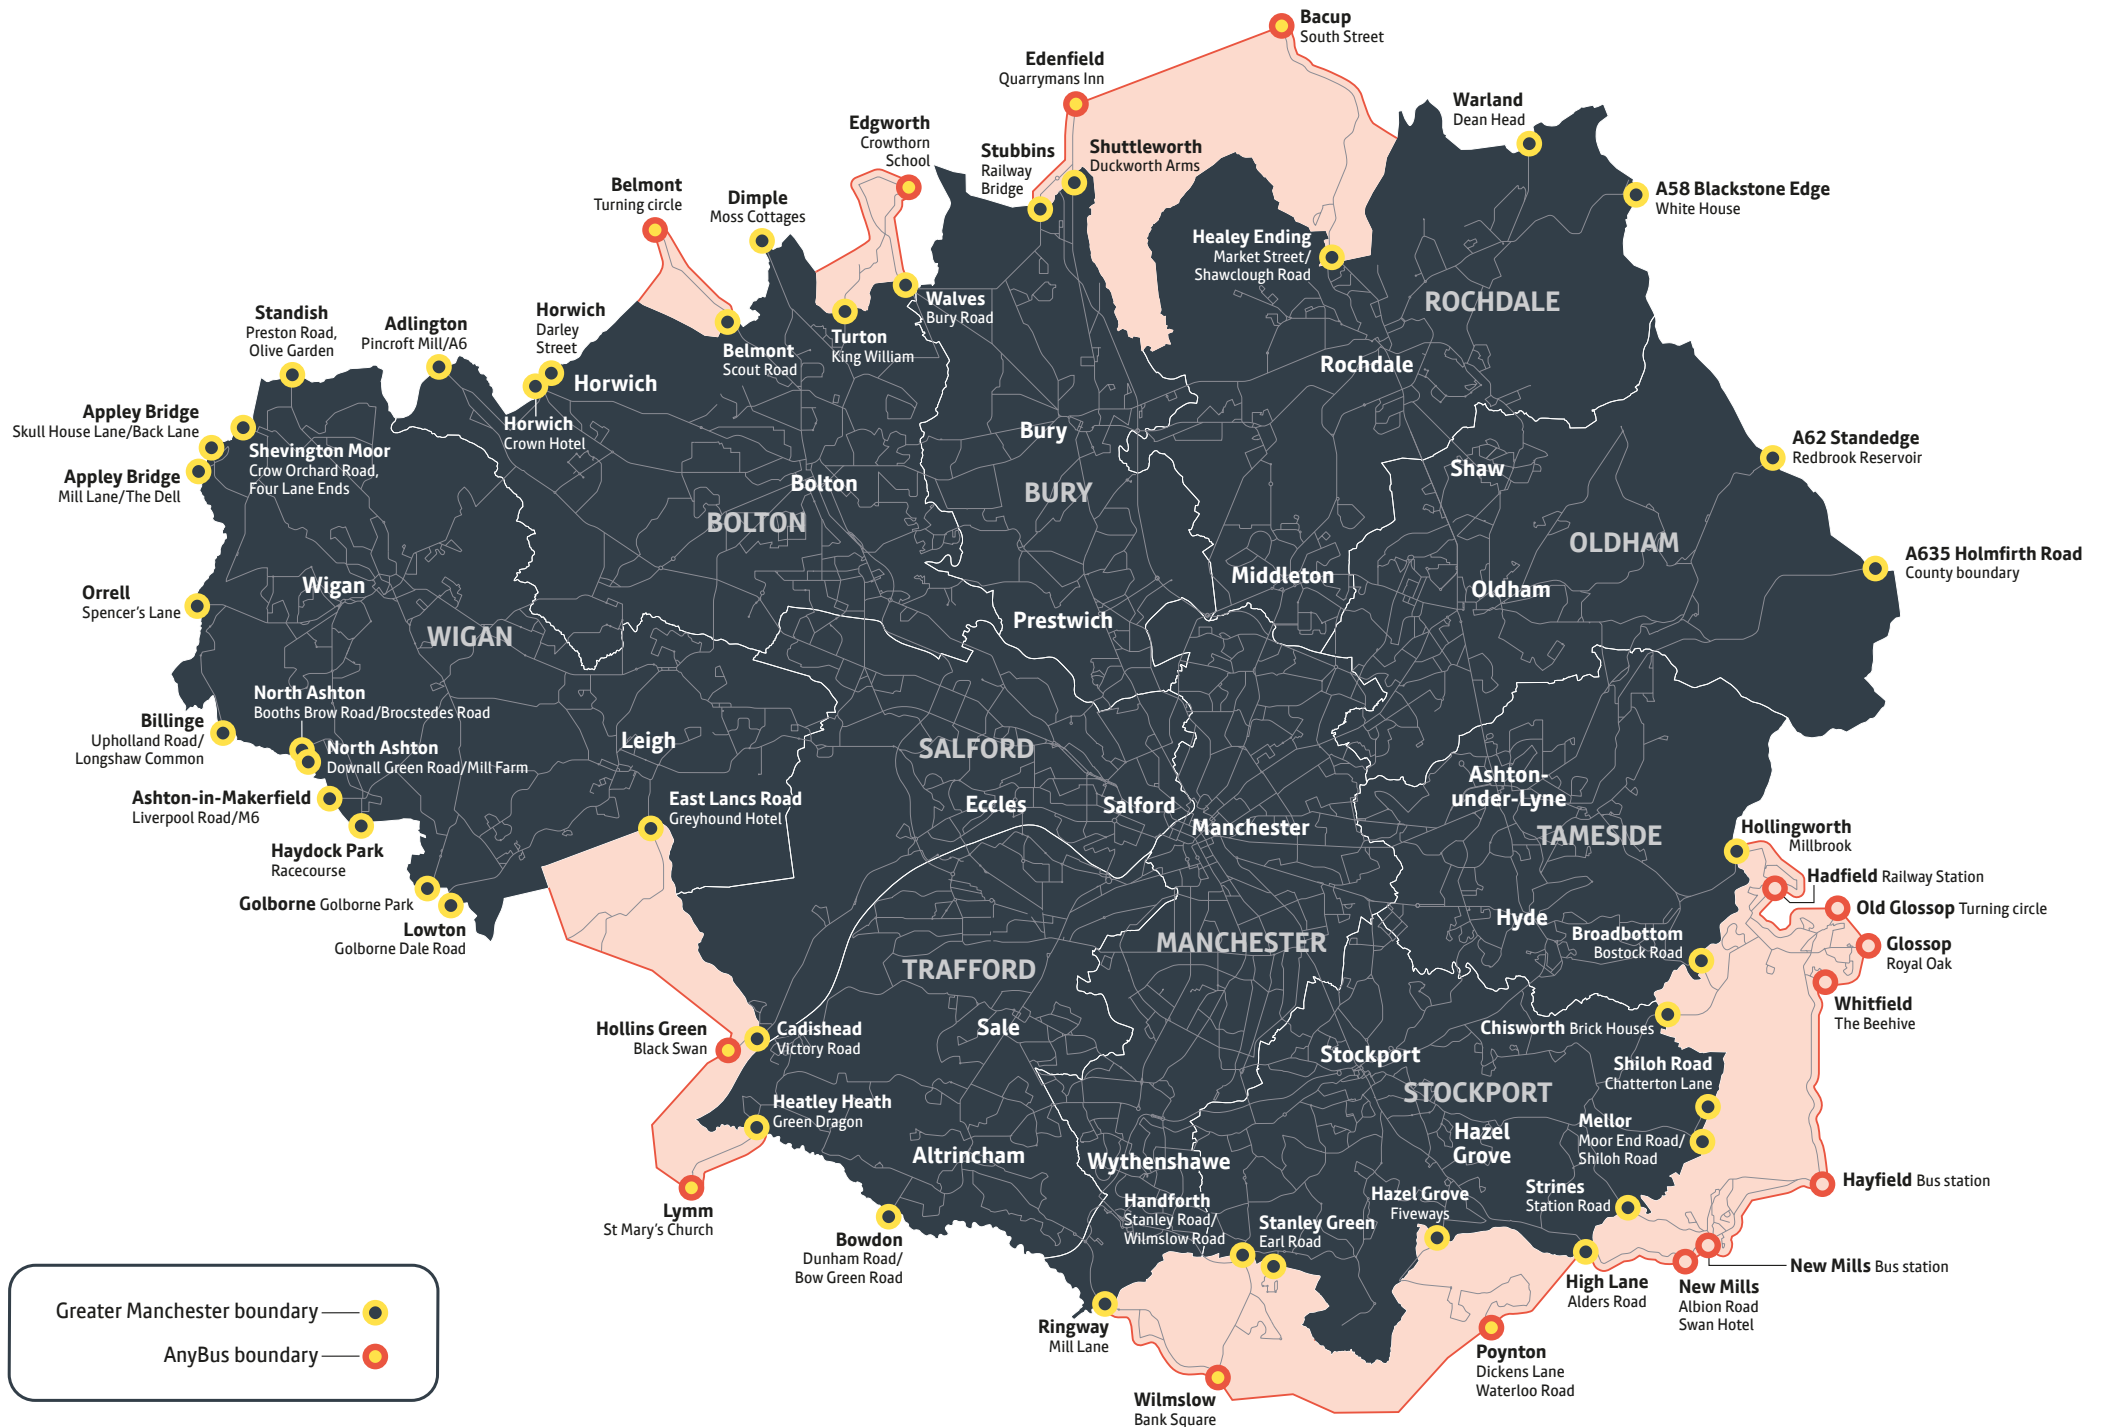 Bacup
South Street
Edenfield
Quarrymans Inn
Warland
Dean Head
Edgworth
Crowthorn
School
Stubbins
Railway
Bridge
Shuttleworth
Duckworth Arms
Belmont
Turning circle
Dimple
Moss Cottages
A58 Blackstone Edge
White House
Healey Ending
Market Street/
Shawclough Road
ROCHDALE
Walves
Bury Road
Standish
Preston Road,
Olive Garden
Adlington
Pincroft Mill/A6
Horwich
Darley
Street
Belmont
Scout Road
Turton
King William
Rochdale
Horwich
Appley Bridge
Skull House Lane/Back Lane
Horwich
Crown Hotel
Bury
Shevington Moor
Crow Orchard Road,
Four Lane Ends
Appley Bridge
Mill Lane/The Dell
A62 Standedge
Redbrook Reservoir
Shaw
Bolton
BURY
BOLTON
OLDHAM
A635 Holmfirth Road
County boundary
Middleton
Oldham
Wigan
Orrell
Spencer's Lane
Prestwich
WIGAN
North Ashton
Booths Brow Road/Brocstedes Road
Billinge
Upholland Road/
Longshaw Common
North Ashton
Downall Green Road/Mill Farm
Leigh
SALFORD
Ashton-
under-Lyne
Ashton-in-Makerfield
Liverpool Road/M6
East Lancs Road
Greyhound Hotel
Eccles
Salford
Manchester
TAMESIDE
Hollingworth
Millbrook
Haydock Park
Racecourse
Hadfield Railway Station
Golborne Golborne Park
Old Glossop Turning circle
Lowton
Golborne Dale Road
Hyde
Broadbottom
Bostock Road
MANCHESTER
Glossop
Royal Oak
TRAFFORD
Whitfield
The Beehive
Hollins Green
Black Swan
Cadishead
Victory Road
Sale
Chisworth Brick Houses
Stockport
Shiloh Road
Chatterton Lane
STOCKPORT
Heatley Heath
Green Dragon
Mellor
Moor End Road/
Shiloh Road
Hazel
Grove
Altrincham
Wythenshawe
Hayfield Bus station
Lymm
St Mary's Church
Handforth
Stanley Road/
Wilmslow Road
Hazel Grove
Fiveways
Strines
Station Road
Stanley Green
Earl Road
Bowdon
Dunham Road/
Bow Green Road
New Mills Bus station
High Lane
Alders Road
New Mills
Albion Road
Swan Hotel
Ringway
Mill Lane
Poynton
Dickens Lane
Waterloo Road
Wilmslow
Bank Square
Greater Manchester boundary
AnyBus boundary